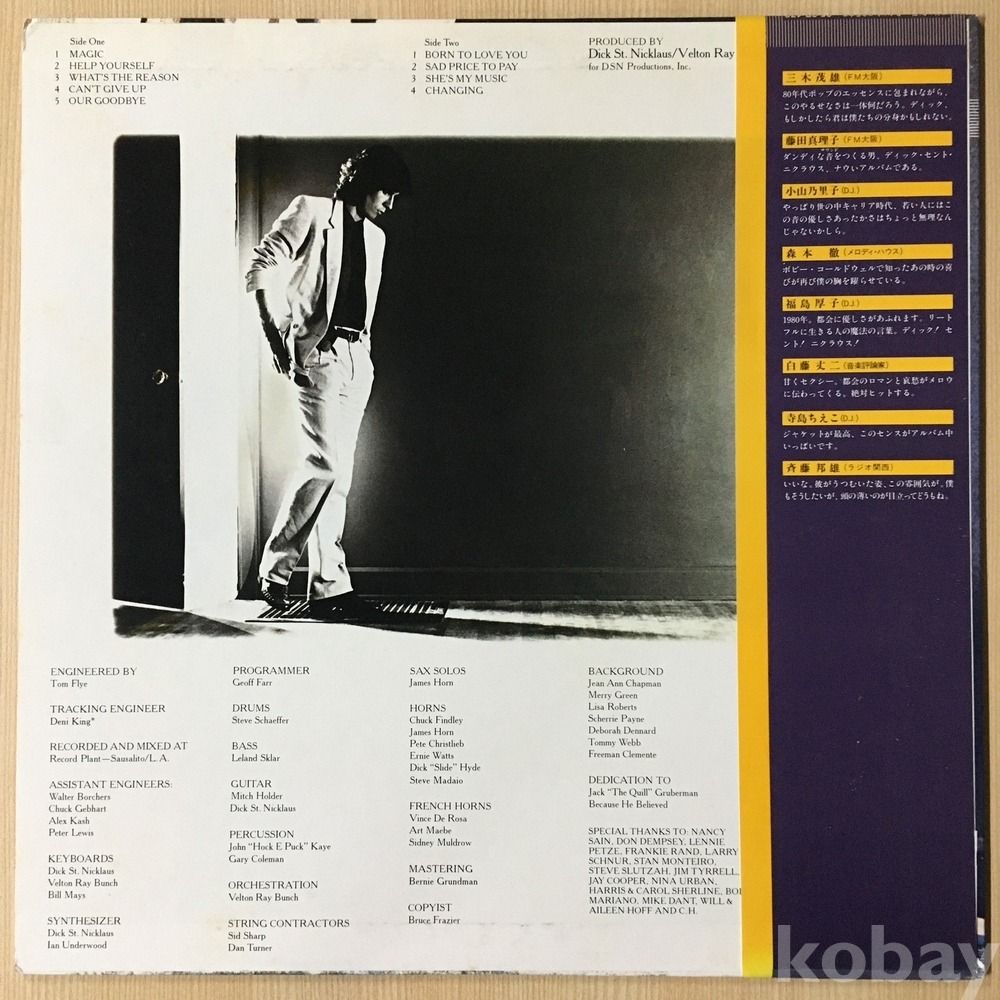 Side One
1 MAGIC
2 HELP YOURSELF
3 WHAT'S THE REASON
4 CAN'T GIVE UP
5 OUR GOODBYE
Side Two
1 BORN TO LOVE YOU
2 SAD PRICE TO PAY
3 SHE'S MY MUSIC
4 CHANGING
PRODUCED BY
Dick St. Nicklaus/Velton Ray
for DSN Productions, Inc.
ENGINEERED BY
Tom Flye
TRACKING ENGINEER
Deni King*
RECORDED AND MIXED AT
Record Plant—Sausalito/L.A.
ASSISTANT ENGINEERS:
Walter Borchers
Chuck Gebhart
Alex Kash
Peter Lewis
KEYBOARDS
Dick St. Nicklaus
Velton Ray Bunch
Bill Mays
SYNTHESIZER
Dick St. Nicklaus
Ian Underwood
PROGRAMMER
Geoff Farr
DRUMS
Steve Schaeffer
BASS
Leland Sklar
GUITAR
Mitch Holder
Dick St. Nicklaus
PERCUSSION
John "Hock E Puck" Kaye
Gary Coleman
ORCHESTRATION
Velton Ray Bunch
STRING CONTRACTORS
Sid Sharp
Dan Turner
SAX SOLOS
James Horn
HORNS
Chuck Findley
James Horn
Pete Christlieb
Ernie Watts
Dick "Slide" Hyde
Steve Madaio
FRENCH HORNS
Vince De Rosa
Art Maebe
Sidney Muldrow
MASTERING
Bernie Grundman
COPYIST
Bruce Frazier
BACKGROUND
Jean Ann Chapman
Merry Green
Lisa Roberts
Scherrie Payne
Deborah Dennard
Tommy Webb
Freeman Clemente
DEDICATION TO
Jack "The Quill" Gruberman
Because He Believed
SPECIAL THANKS TO: NANCY
SAIN, DON DEMPSEY, LENNIE
PETZE, FRANKIE RAND, LARRY
SCHNUR, STAN MONTEIRO,
STEVE SLUTZAH, JIM TYRRELL,
JAY COOPER, NINA URBAN,
HARRIS & CAROL SHERLINE,
MARIANO, MIKE DANT, WILL &
AILEEN HOFF AND C.H.
三木茂雄(FM大阪)
80年代ポップのエッセンスに包まれながら、
このやるせなさは一体何だろう。ディック、
もしかしたら君は僕たちの分身かもしれない。
藤田真理子(FM大阪)
ダンディな音をつくる男、ディック・セント・
ニクラウス、ナウいアルバムである。
小山乃里子(D.J.)
やっぱり世の中キャリア時代、若い人にはこ
の音の優しさあったかさはちょっと無理なん
じゃないかしら。
森本 徹(メロディ・ハウス)
ボビー・コールドウェルで知ったあの時の喜
びが再び僕の胸を躍らせている。
福島厚子(D.J.)
1980年。都会に優しさがあふれます。リート
フルに生きる人の魔法の言葉。ディック! セ
ント! ニクラウス!
白藤丈二(音楽評論家)
甘くセクシー。都会のロマンと哀愁がメロウ
に伝わってくる。絶対ヒットする。
寺島ちえこ(D.J.)
ジャケットが最高、このセンスがアルバム中
いっぱいです。
斉藤邦雄(ラジオ関西)
いいな。彼がうつむいた姿、この雰囲気が。僕
もそうしたいが、頭の薄いのが目立ってどうもね。
kobay